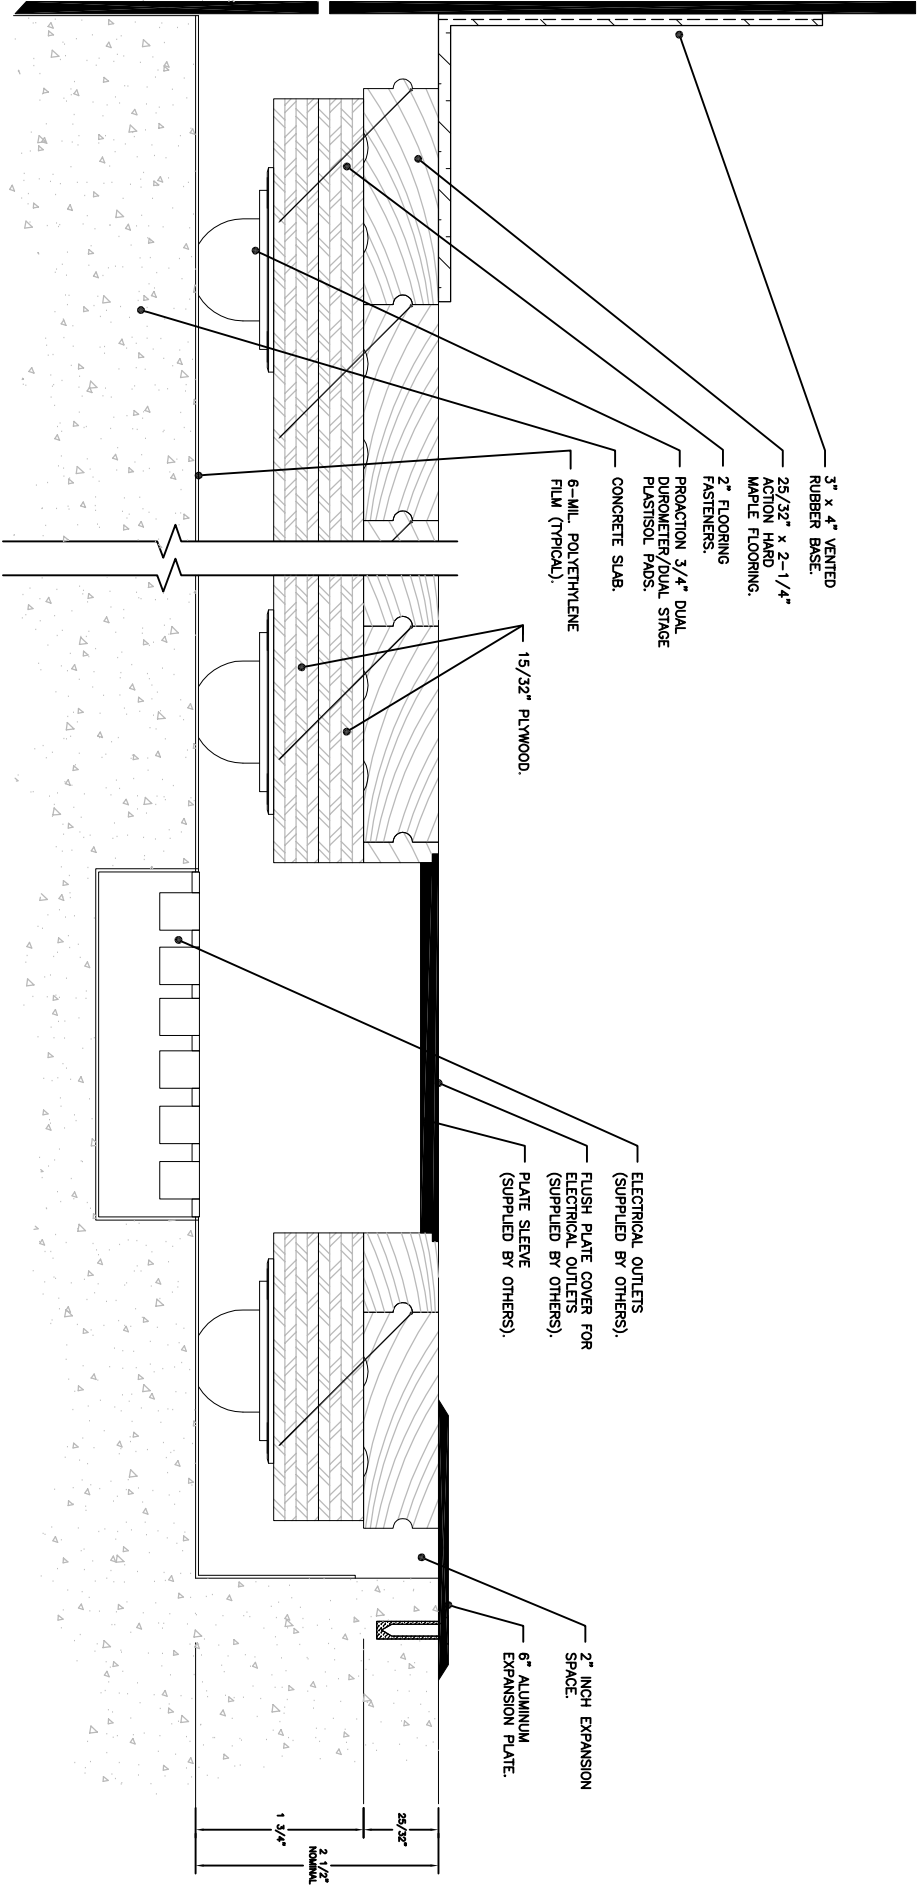 3" x 4" VENTED
RUBBER BASE.
25/32" x 2-1/4"
ACTION HARD
MAPLE FLOORING.
2" FLOORING
FASTENERS.
PROACTION 3/4" DUAL
DUROMETER/DUAL STAGE
PLASTISOL PADS.
CONCRETE SLAB.
6-MIL. POLYETHYLENE
FILM (TYPICAL).
15/32" PLYWOOD.
ELECTRICAL OUTLETS
(SUPPLIED BY OTHERS).
FLUSH PLATE COVER FOR
ELECTRICAL OUTLETS
(SUPPLIED BY OTHERS).
PLATE SLEEVE
(SUPPLIED BY OTHERS).
2" INCH EXPANSION
SPACE.
6" ALUMINUM
EXPANSION PLATE.
25/32"
1 3/4"
2 1/2"
NOMINAL